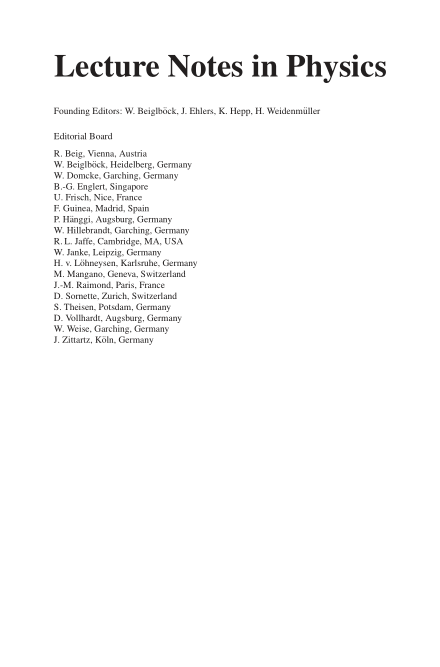 Lecture Notes in Physics
Founding Editors: W. Beiglböck, J. Ehlers, K. Hepp, H. Weidenmüller
Editorial Board
R. Beig, Vienna, Austria
W. Beiglböck, Heidelberg, Germany
W. Domcke, Garching, Germany
B.-G. Englert, Singapore
U. Frisch, Nice, France
F. Guinea, Madrid, Spain
P. Hänggi, Augsburg, Germany
W. Hillebrandt, Garching, Germany
R. L. Jaffe, Cambridge, MA, USA
W. Janke, Leipzig, Germany
H. v. Löhneysen, Karlsruhe, Germany
M. Mangano, Geneva, Switzerland
J.-M. Raimond, Paris, France
D. Sornette, Zurich, Switzerland
S. Theisen, Potsdam, Germany
D. Vollhardt, Augsburg, Germany
W. Weise, Garching, Germany
J. Zittartz, Köln, Germany